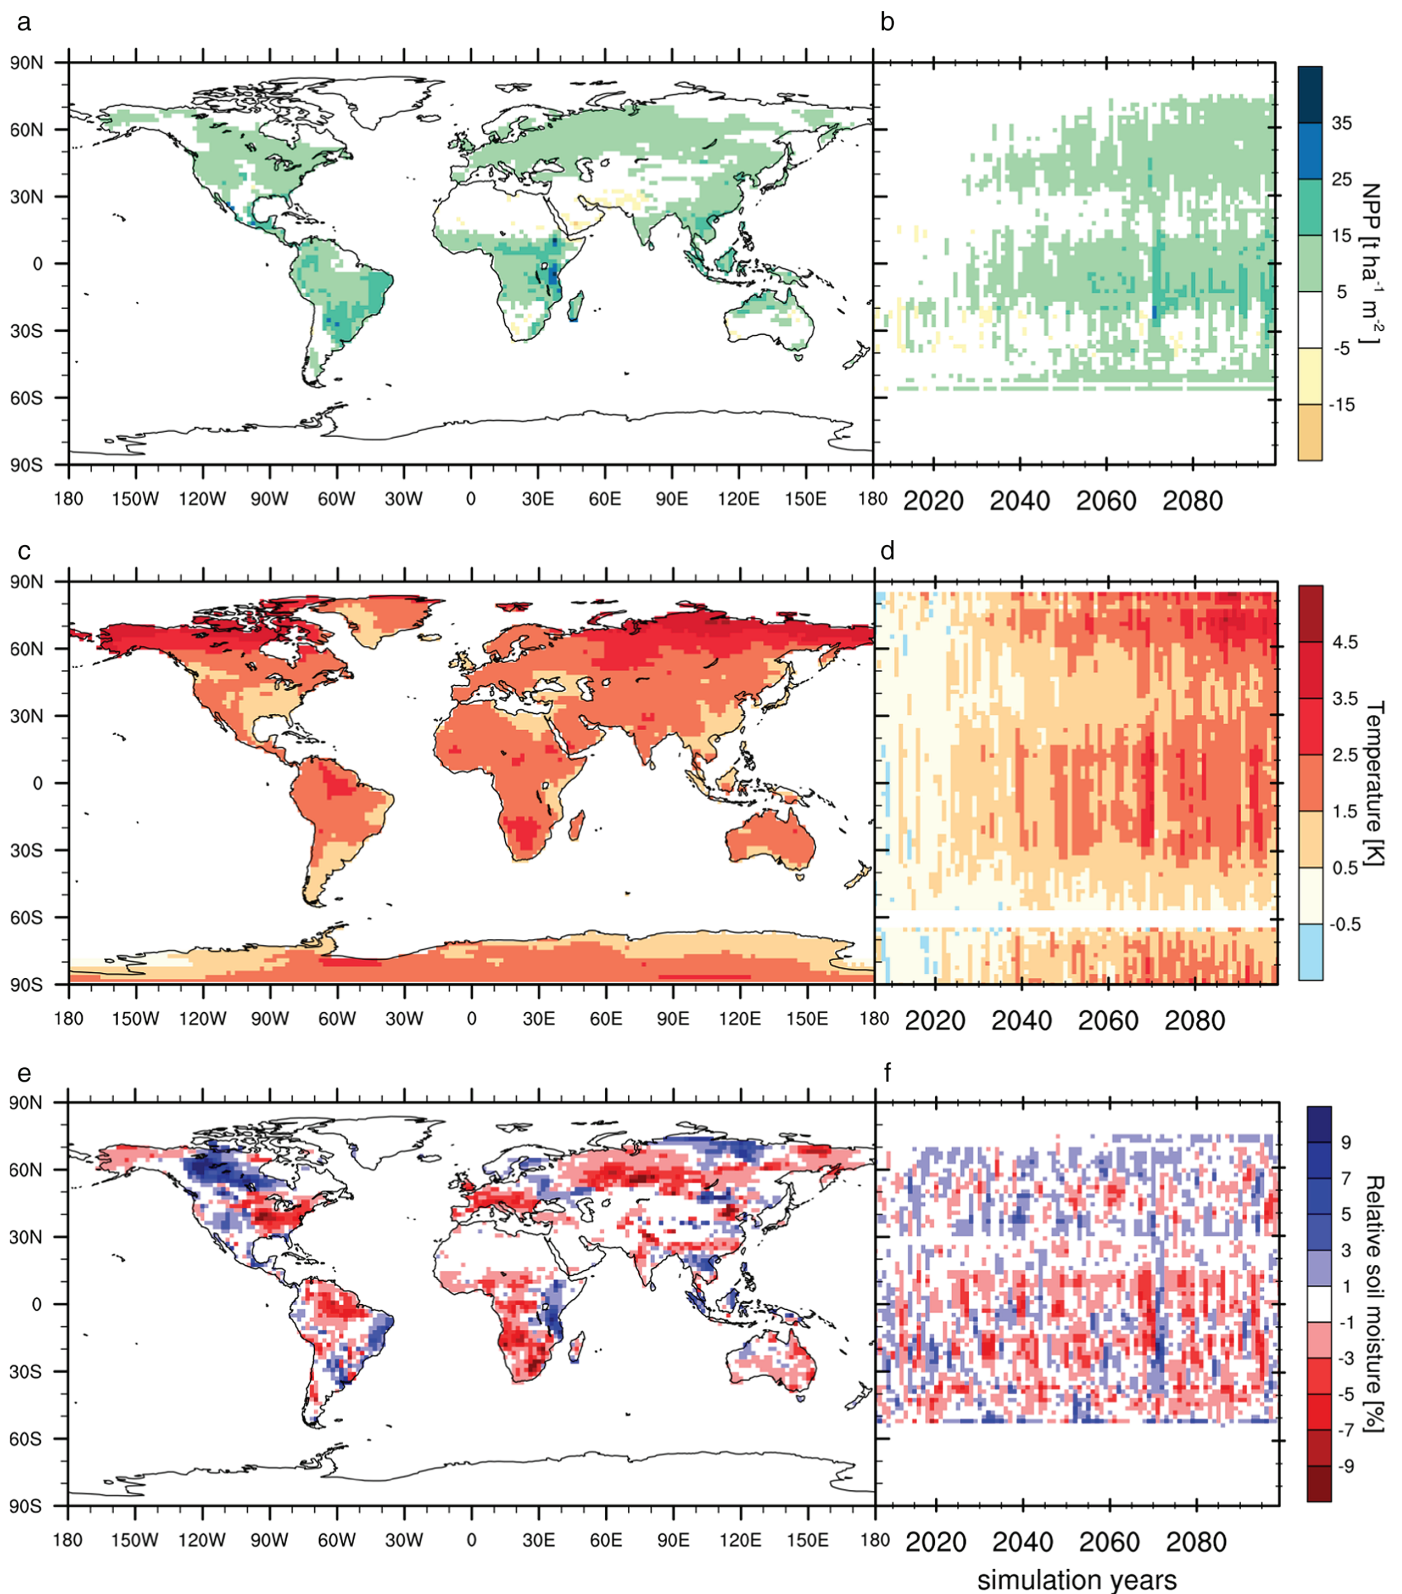 a
b
90N
60N
30N
0
30S
60S
90S
180 150W 120W 90W 60W 30W 0 30E 60E 90E 120E 150E 180
2020 2040 2060 2080
35
25
15
5
-5
-15
NPP [t ha-1 m-2 ]
c
d
90N
60N
30N
0
30S
60S
90S
180 150W 120W 90W 60W 30W 0 30E 60E 90E 120E 150E 180
2020 2040 2060 2080
4.5
3.5
2.5
1.5
0.5
-0.5
Temperature [K]
e
f
90N
60N
30N
0
30S
60S
90S
180 150W 120W 90W 60W 30W 0 30E 60E 90E 120E 150E 180
2020 2040 2060 2080
simulation years
9
7
5
3
1
-1
-3
-5
-7
-9
Relative soil moisture [%]